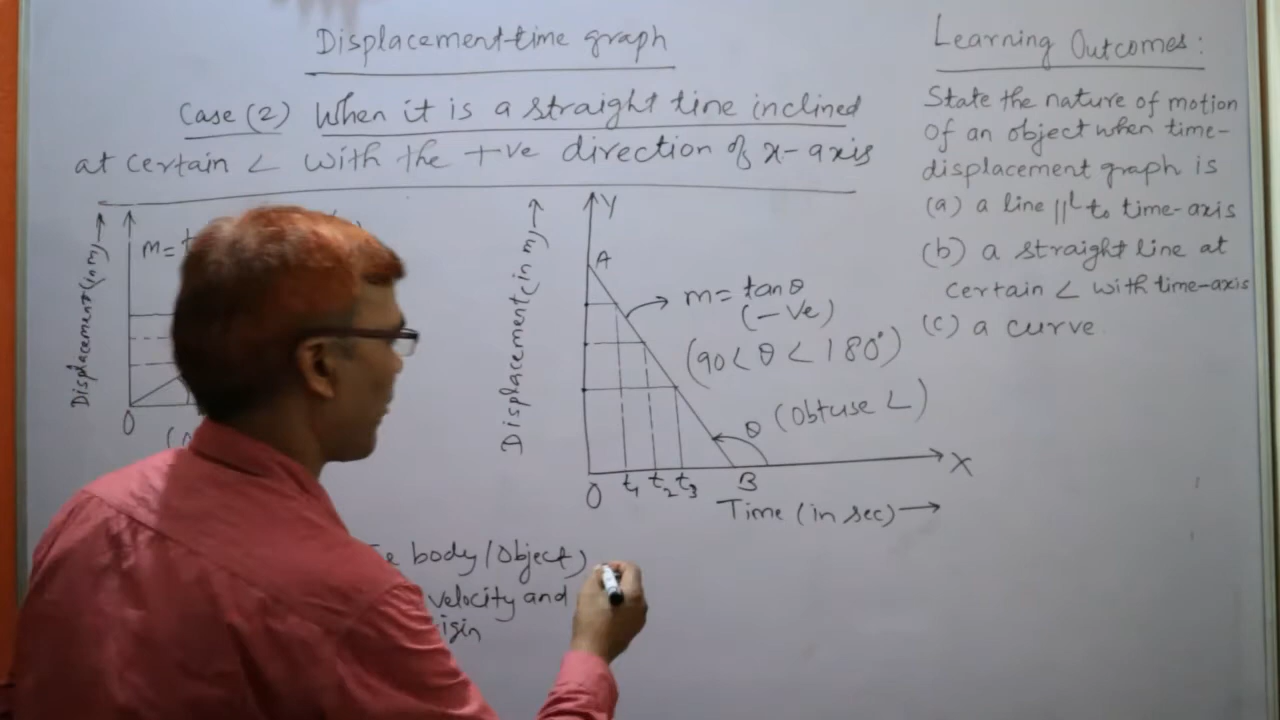 Displacement-time graph
Case (2) When it is a straight line inclined
at certain ∠ with the +ve direction of x-axis
Displacement (in m) →
m=
O
Displacement (in m) →
Y
A
m = tanθ
(-ve)
(90 < θ < 180°)
θ (Obtuse ∠)
O t₁ t₂ t₃ B X
Time (in sec) →
body/Object)
velocity and
Learning Outcomes:
State the nature of motion
of an object when time-
displacement graph is
(a) a line ||ˡ to time-axis
(b) a straight line at
certain ∠ with time-axis
(c) a curve